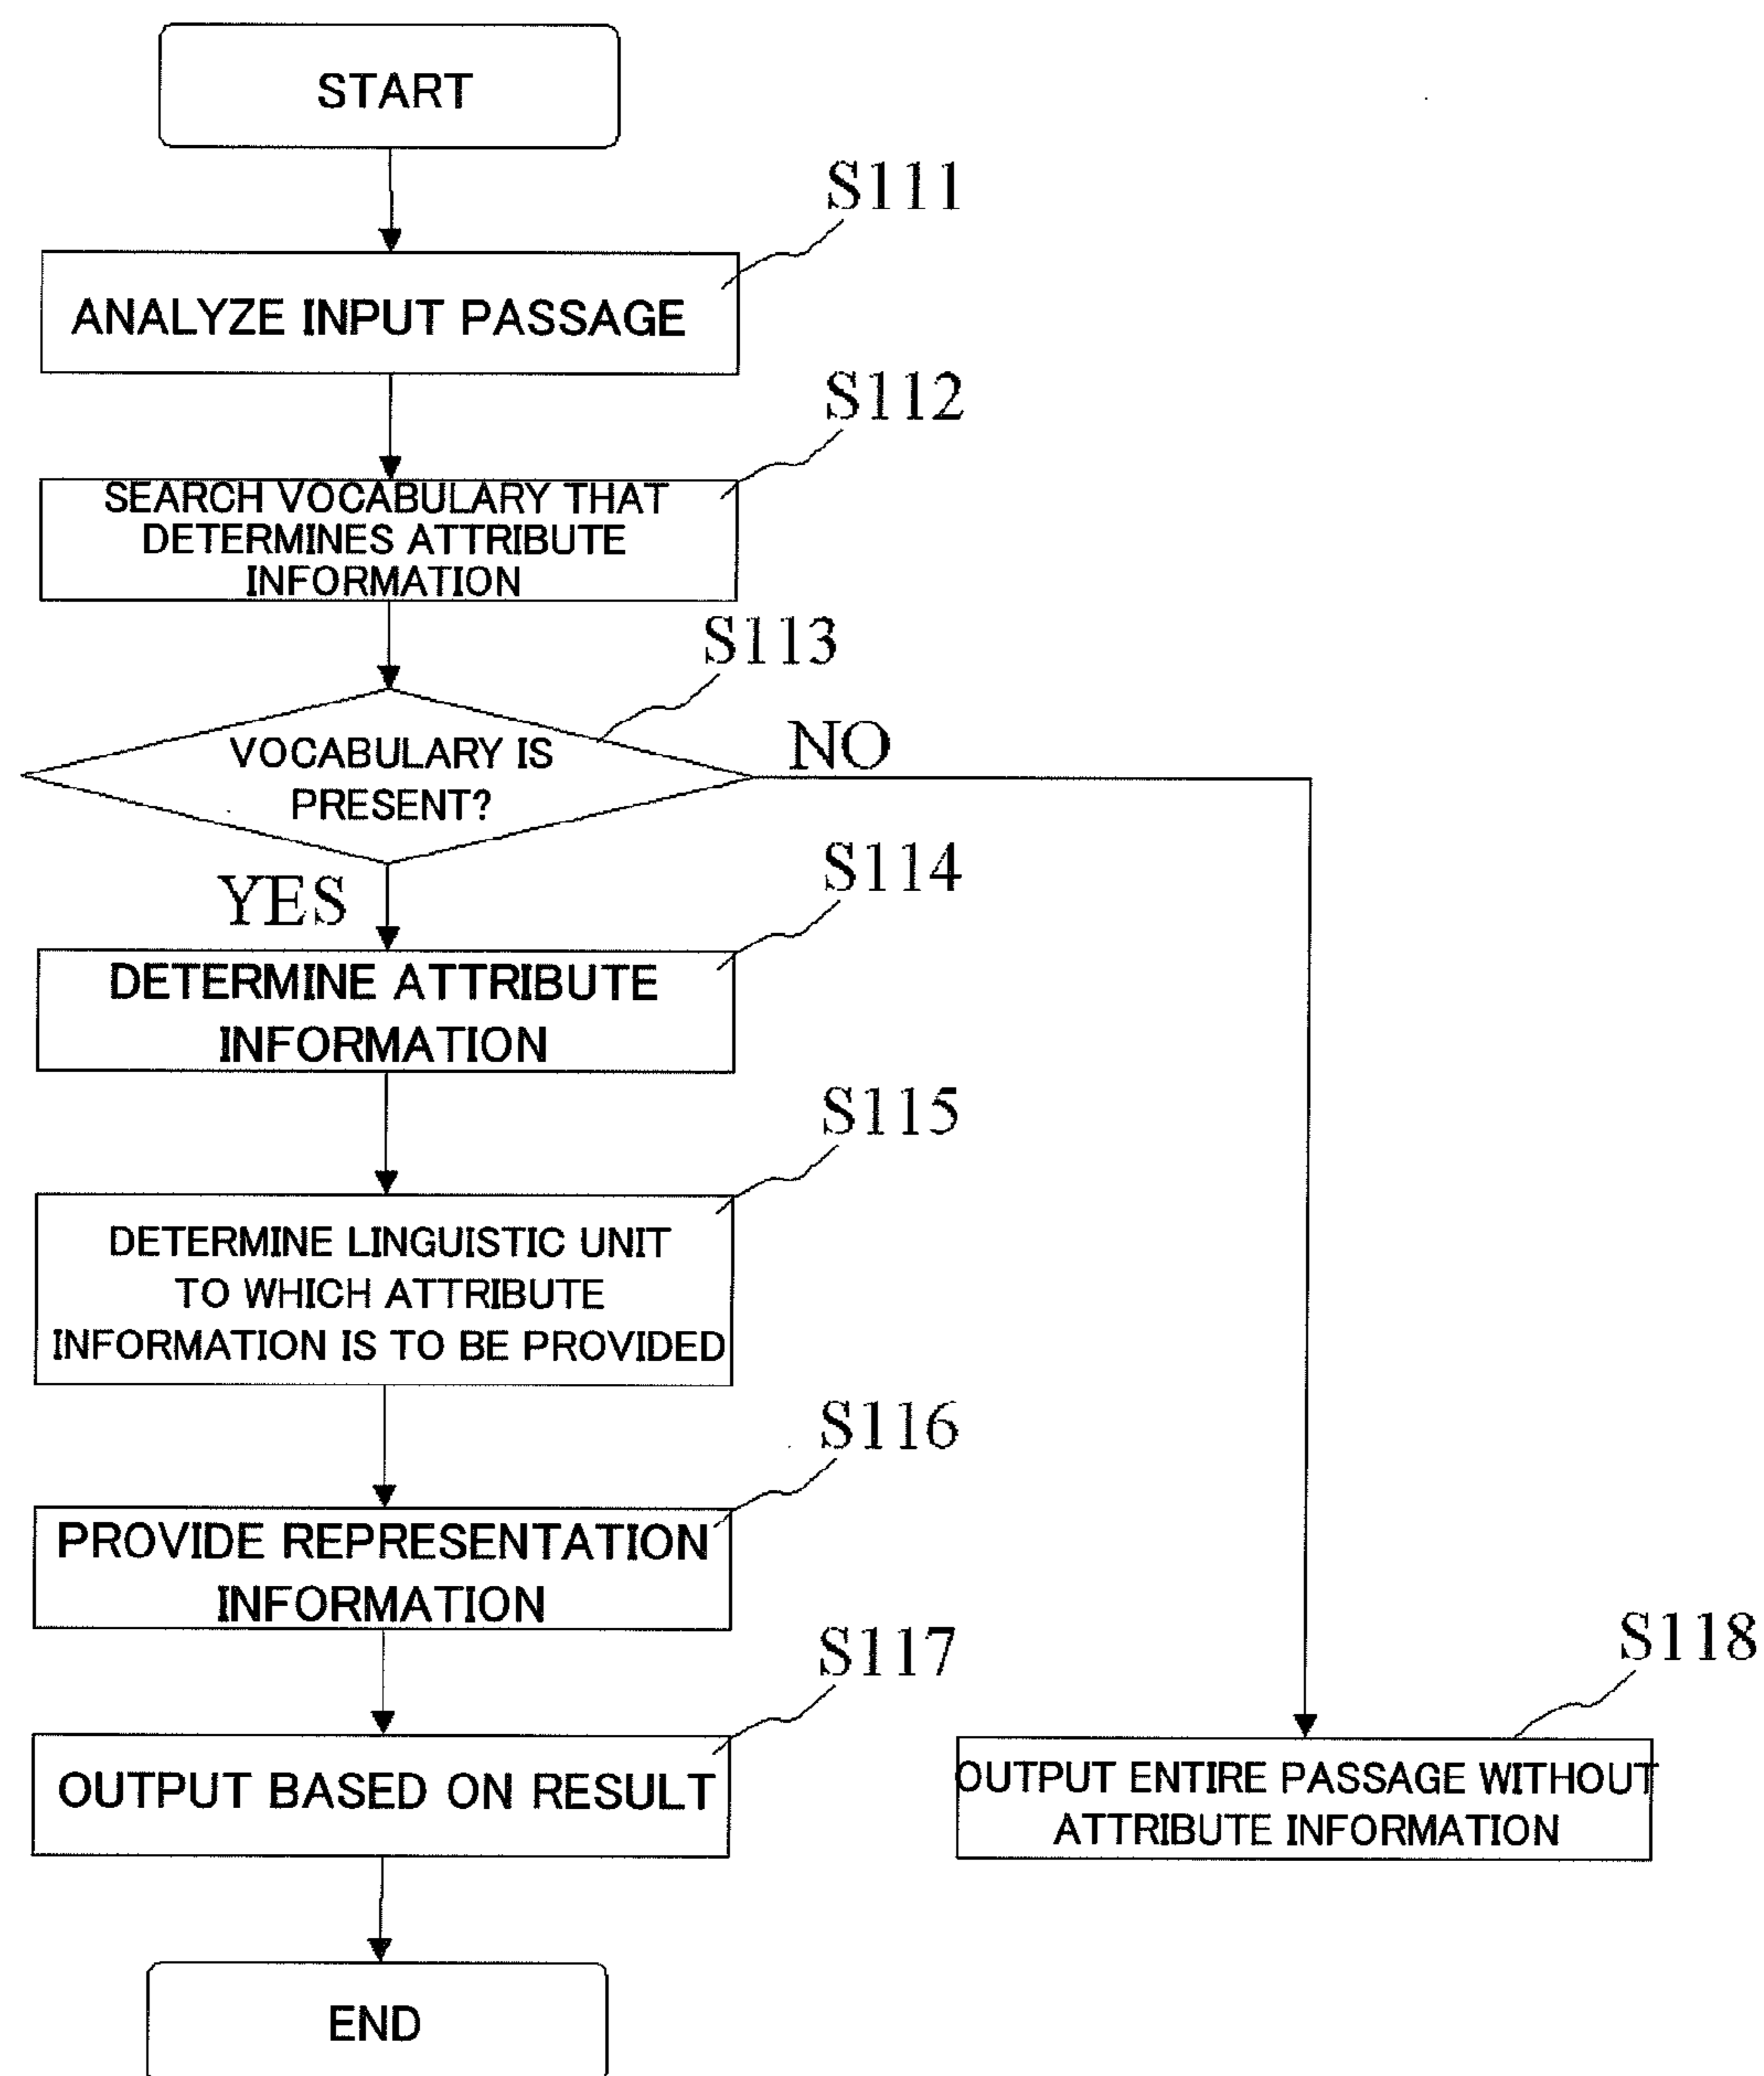 START
S111
ANALYZE INPUT PASSAGE
S112
SEARCH VOCABULARY THAT
DETERMINES ATTRIBUTE
INFORMATION
S113
VOCABULARY IS
PRESENT?
NO
YES
S114
DETERMINE ATTRIBUTE
INFORMATION
S115
DETERMINE LINGUISTIC UNIT
TO WHICH ATTRIBUTE
INFORMATION IS TO BE PROVIDED
S116
PROVIDE REPRESENTATION
INFORMATION
S117
OUTPUT BASED ON RESULT
S118
OUTPUT ENTIRE PASSAGE WITHOUT
ATTRIBUTE INFORMATION
END